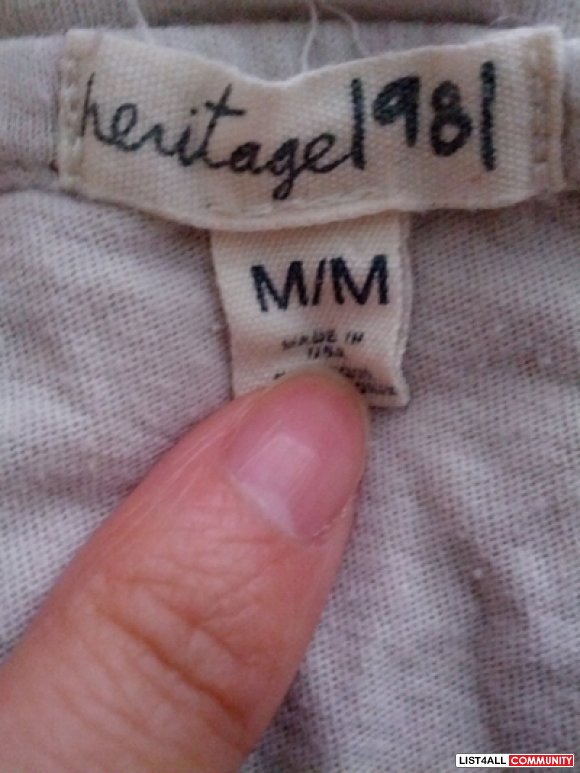 heritage1981
M/M
MADE IN
USA
LIST4ALL COMMUNITY